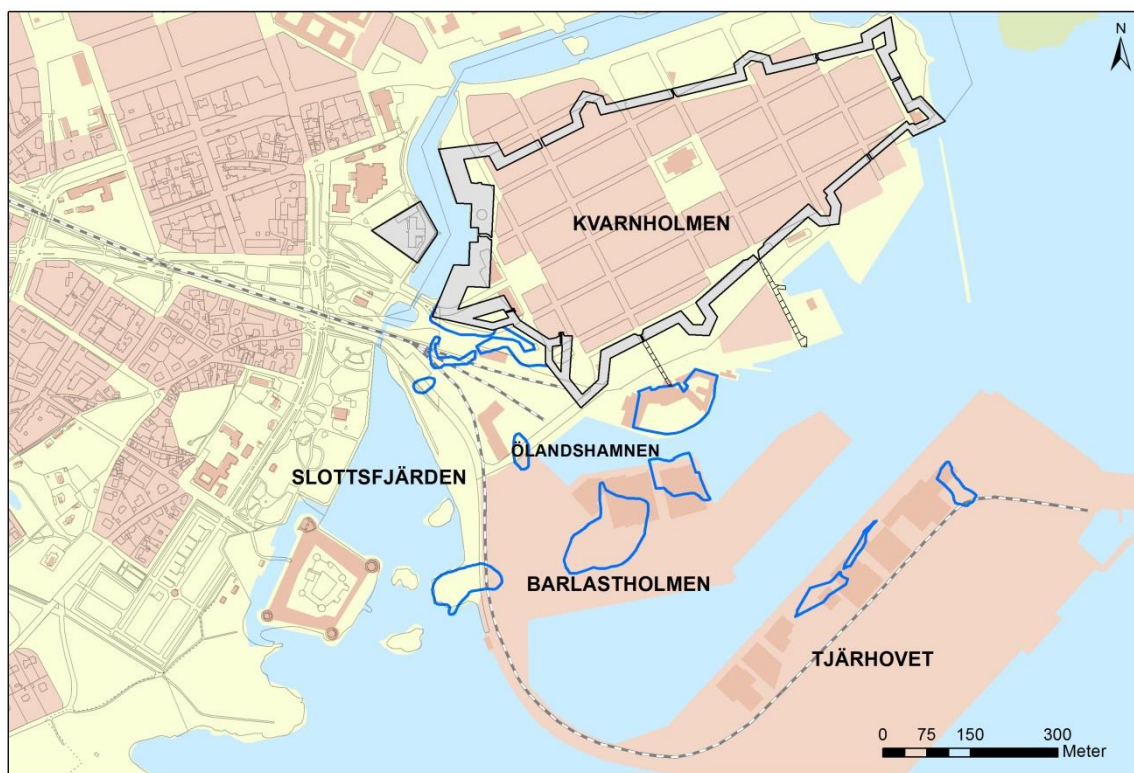 N
KVARNHOLMEN
ÖLANDSHAMNEN
SLOTTSFJÄRDEN
BARLASTHOLMEN
TJÄRHOVET
0 75 150 300
Meter